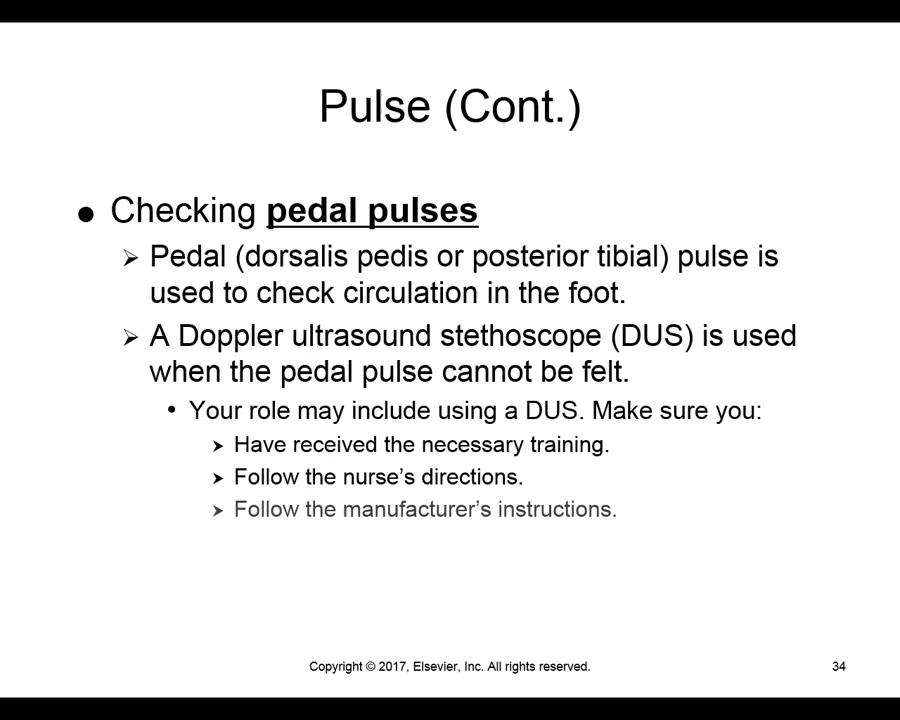 Pulse (Cont.)
● Checking pedal pulses
➢ Pedal (dorsalis pedis or posterior tibial) pulse is
used to check circulation in the foot.
➢ A Doppler ultrasound stethoscope (DUS) is used
when the pedal pulse cannot be felt.
• Your role may include using a DUS. Make sure you:
➤ Have received the necessary training.
➤ Follow the nurse’s directions.
➤ Follow the manufacturer’s instructions.
Copyright © 2017, Elsevier, Inc. All rights reserved.
34